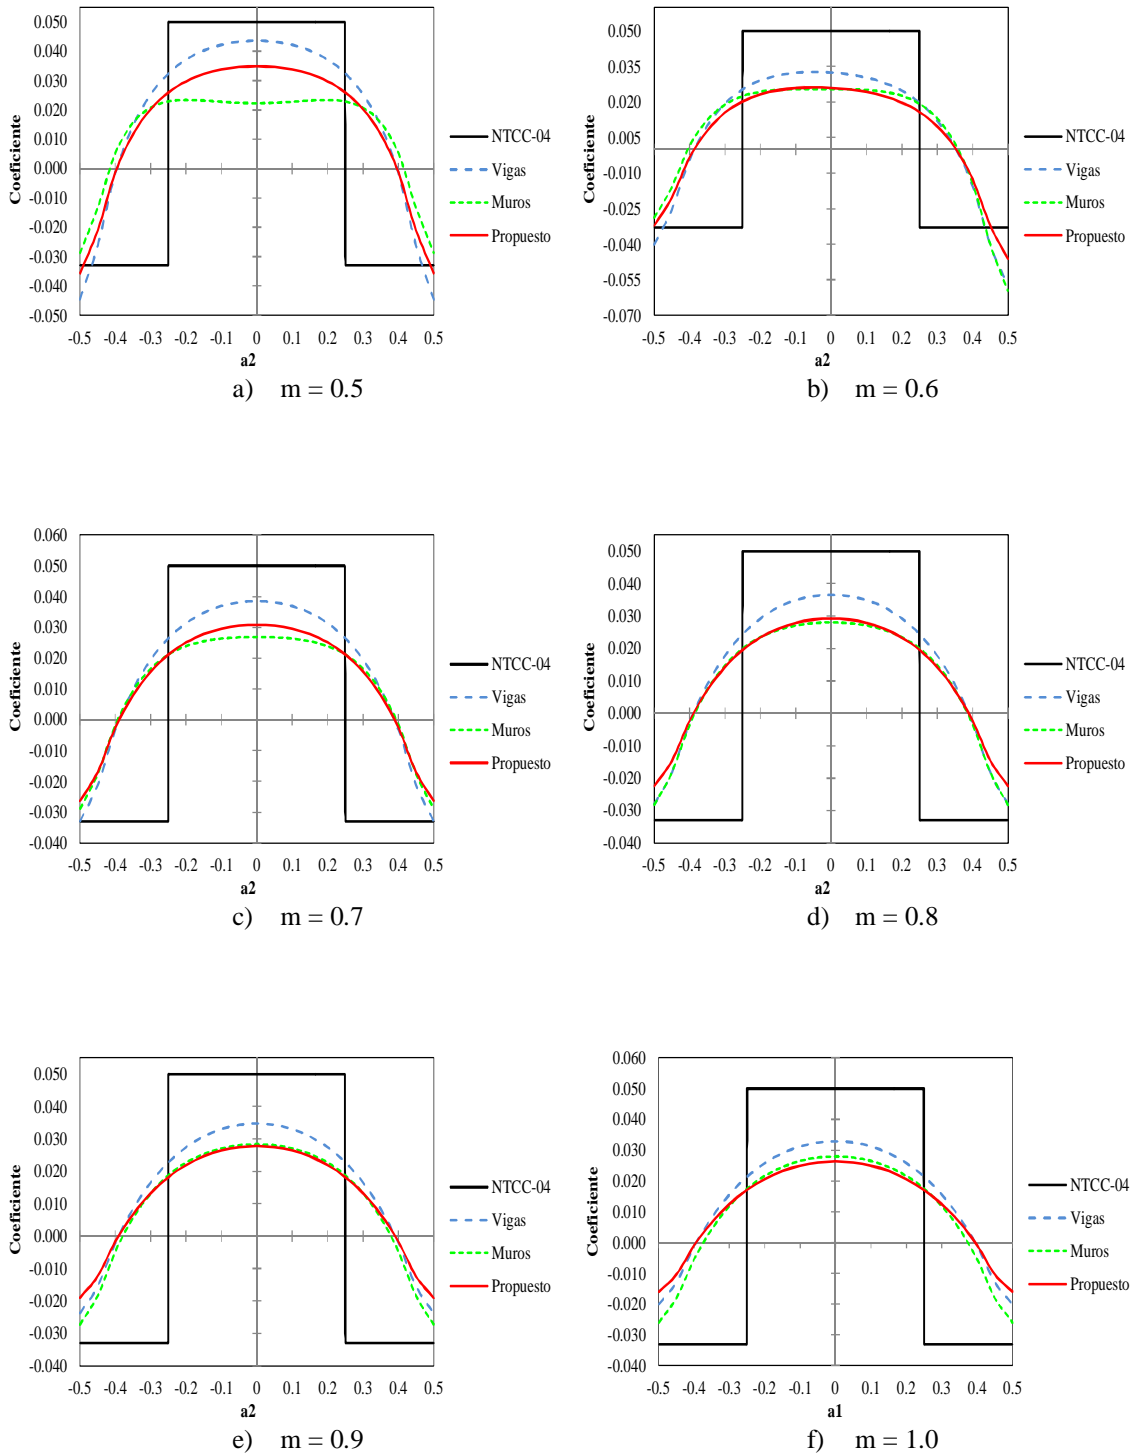 0.050
0.040
0.030
0.020
0.010
0.000
-0.010
-0.020
-0.030
-0.040
-0.050
Coeficiente
-0.5 -0.4 -0.3 -0.2 -0.1 0 0.1 0.2 0.3 0.4 0.5
a2
NTCC-04
Vigas
Muros
Propuesto
a) m = 0.5
0.050
0.035
0.020
0.005
-0.010
-0.025
-0.040
-0.055
-0.070
Coeficiente
-0.5 -0.4 -0.3 -0.2 -0.1 0 0.1 0.2 0.3 0.4 0.5
a2
NTCC-04
Vigas
Muros
Propuesto
b) m = 0.6
0.060
0.050
0.040
0.030
0.020
0.010
0.000
-0.010
-0.020
-0.030
-0.040
Coeficiente
-0.5 -0.4 -0.3 -0.2 -0.1 0 0.1 0.2 0.3 0.4 0.5
a2
NTCC-04
Vigas
Muros
Propuesto
c) m = 0.7
0.050
0.040
0.030
0.020
0.010
0.000
-0.010
-0.020
-0.030
-0.040
Coeficiente
-0.5 -0.4 -0.3 -0.2 -0.1 0 0.1 0.2 0.3 0.4 0.5
a2
NTCC-04
Vigas
Muros
Propuesto
d) m = 0.8
0.050
0.040
0.030
0.020
0.010
0.000
-0.010
-0.020
-0.030
-0.040
Coeficiente
-0.5 -0.4 -0.3 -0.2 -0.1 0 0.1 0.2 0.3 0.4 0.5
a2
NTCC-04
Vigas
Muros
Propuesto
e) m = 0.9
0.060
0.050
0.040
0.030
0.020
0.010
0.000
-0.010
-0.020
-0.030
-0.040
Coeficiente
-0.5 -0.4 -0.3 -0.2 -0.1 0 0.1 0.2 0.3 0.4 0.5
a1
NTCC-04
Vigas
Muros
Propuesto
f) m = 1.0